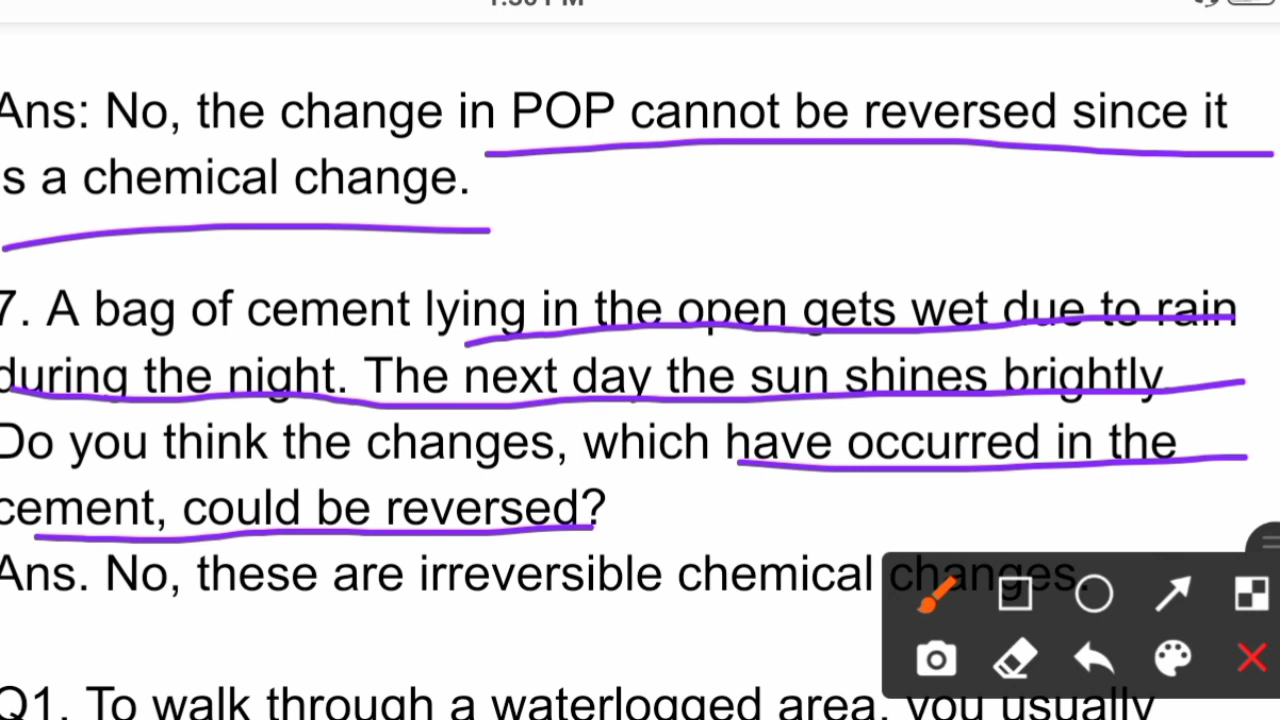 Ans: No, the change in POP cannot be reversed since it
s a chemical change.
7. A bag of cement lying in the open gets wet due to rain
during the night. The next day the sun shines brightly
Do you think the changes, which have occurred in the
cement, could be reversed?
Ans. No, these are irreversible chemical changes.
Q1. To walk through a waterlogged area, you usually